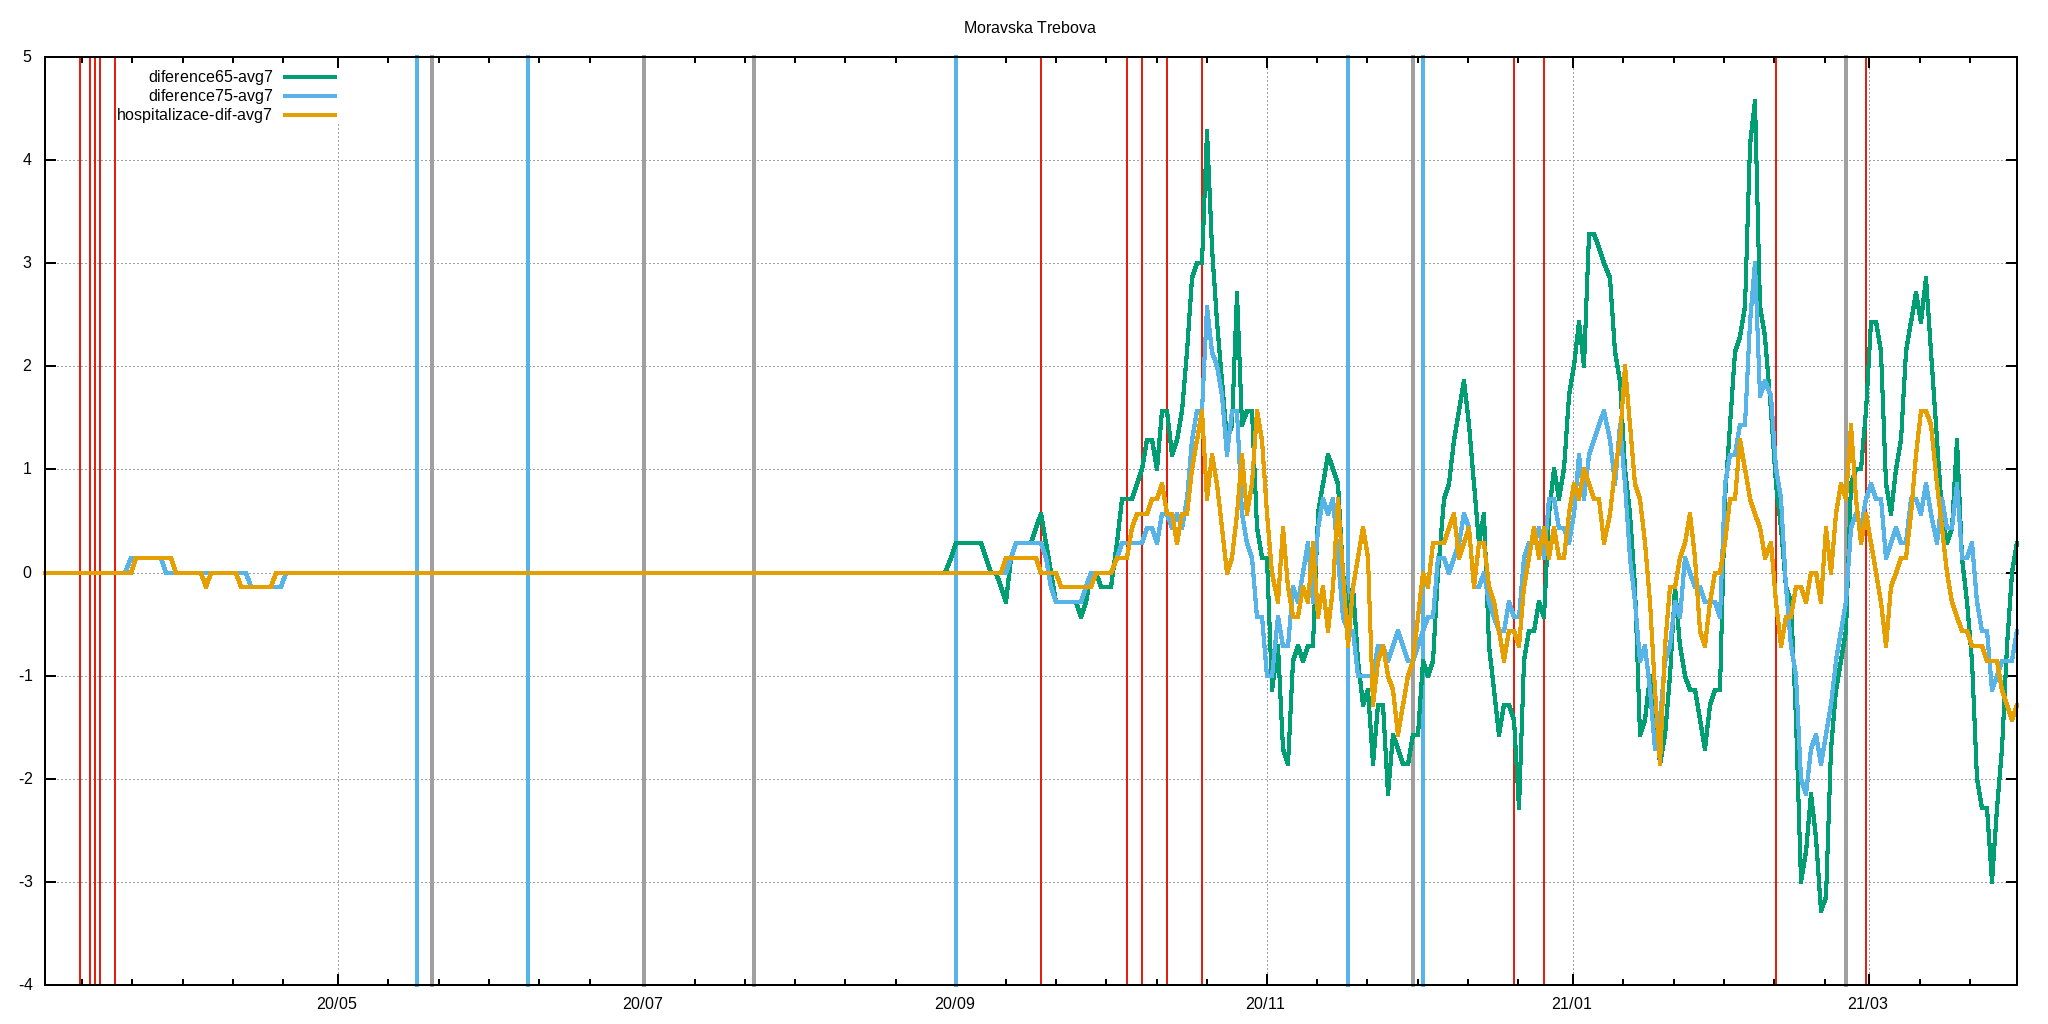 Moravska Trebova
diference65-avg7
diference75-avg7
hospitalizace-dif-avg7
5
4
3
2
1
0
-1
-2
-3
-4
20/05 20/07 20/09 20/11 21/01 21/03